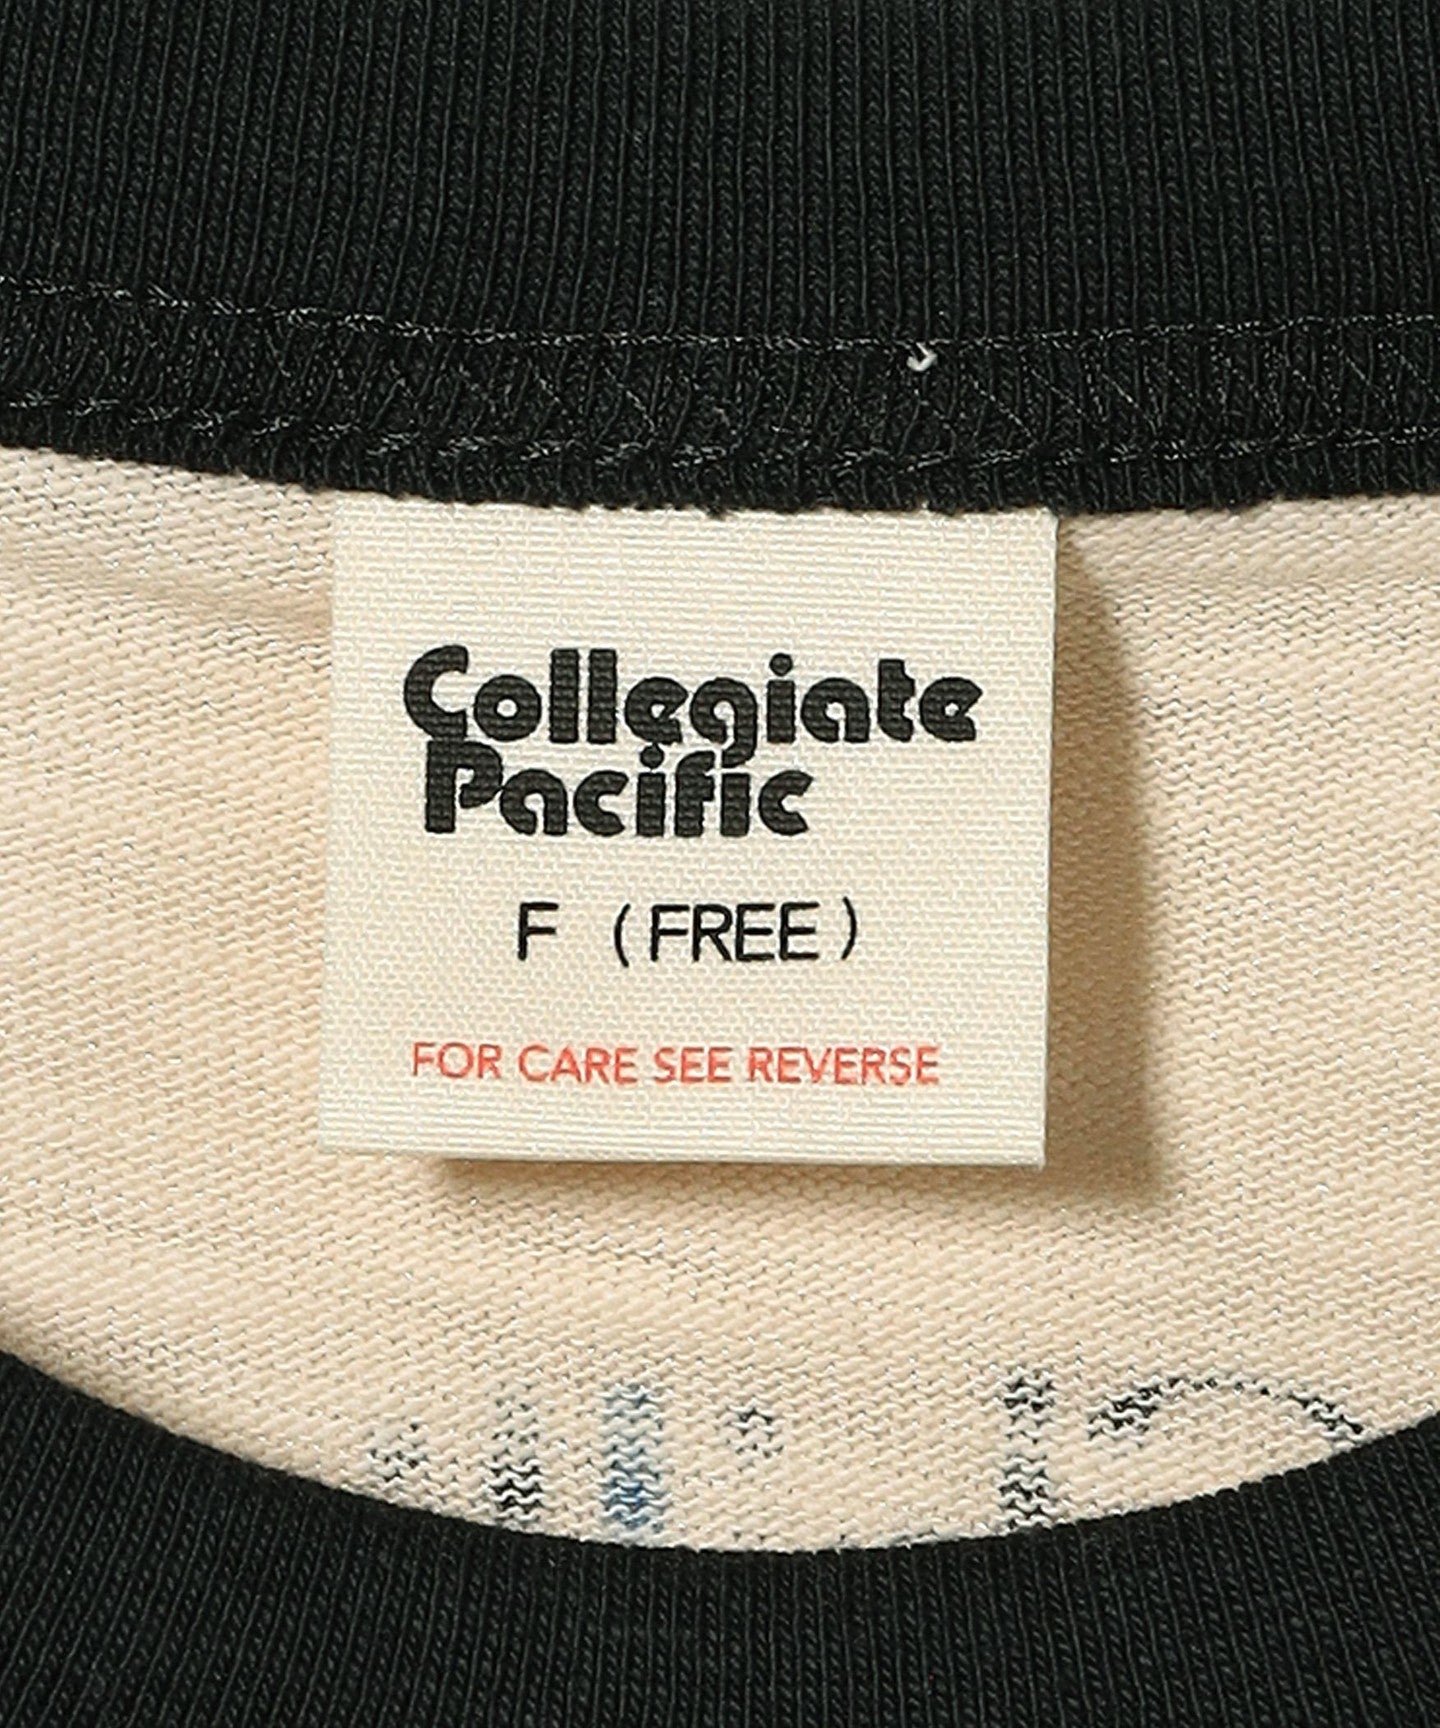 Collegiate
Pacific
F (FREE)
FOR CARE SEE REVERSE